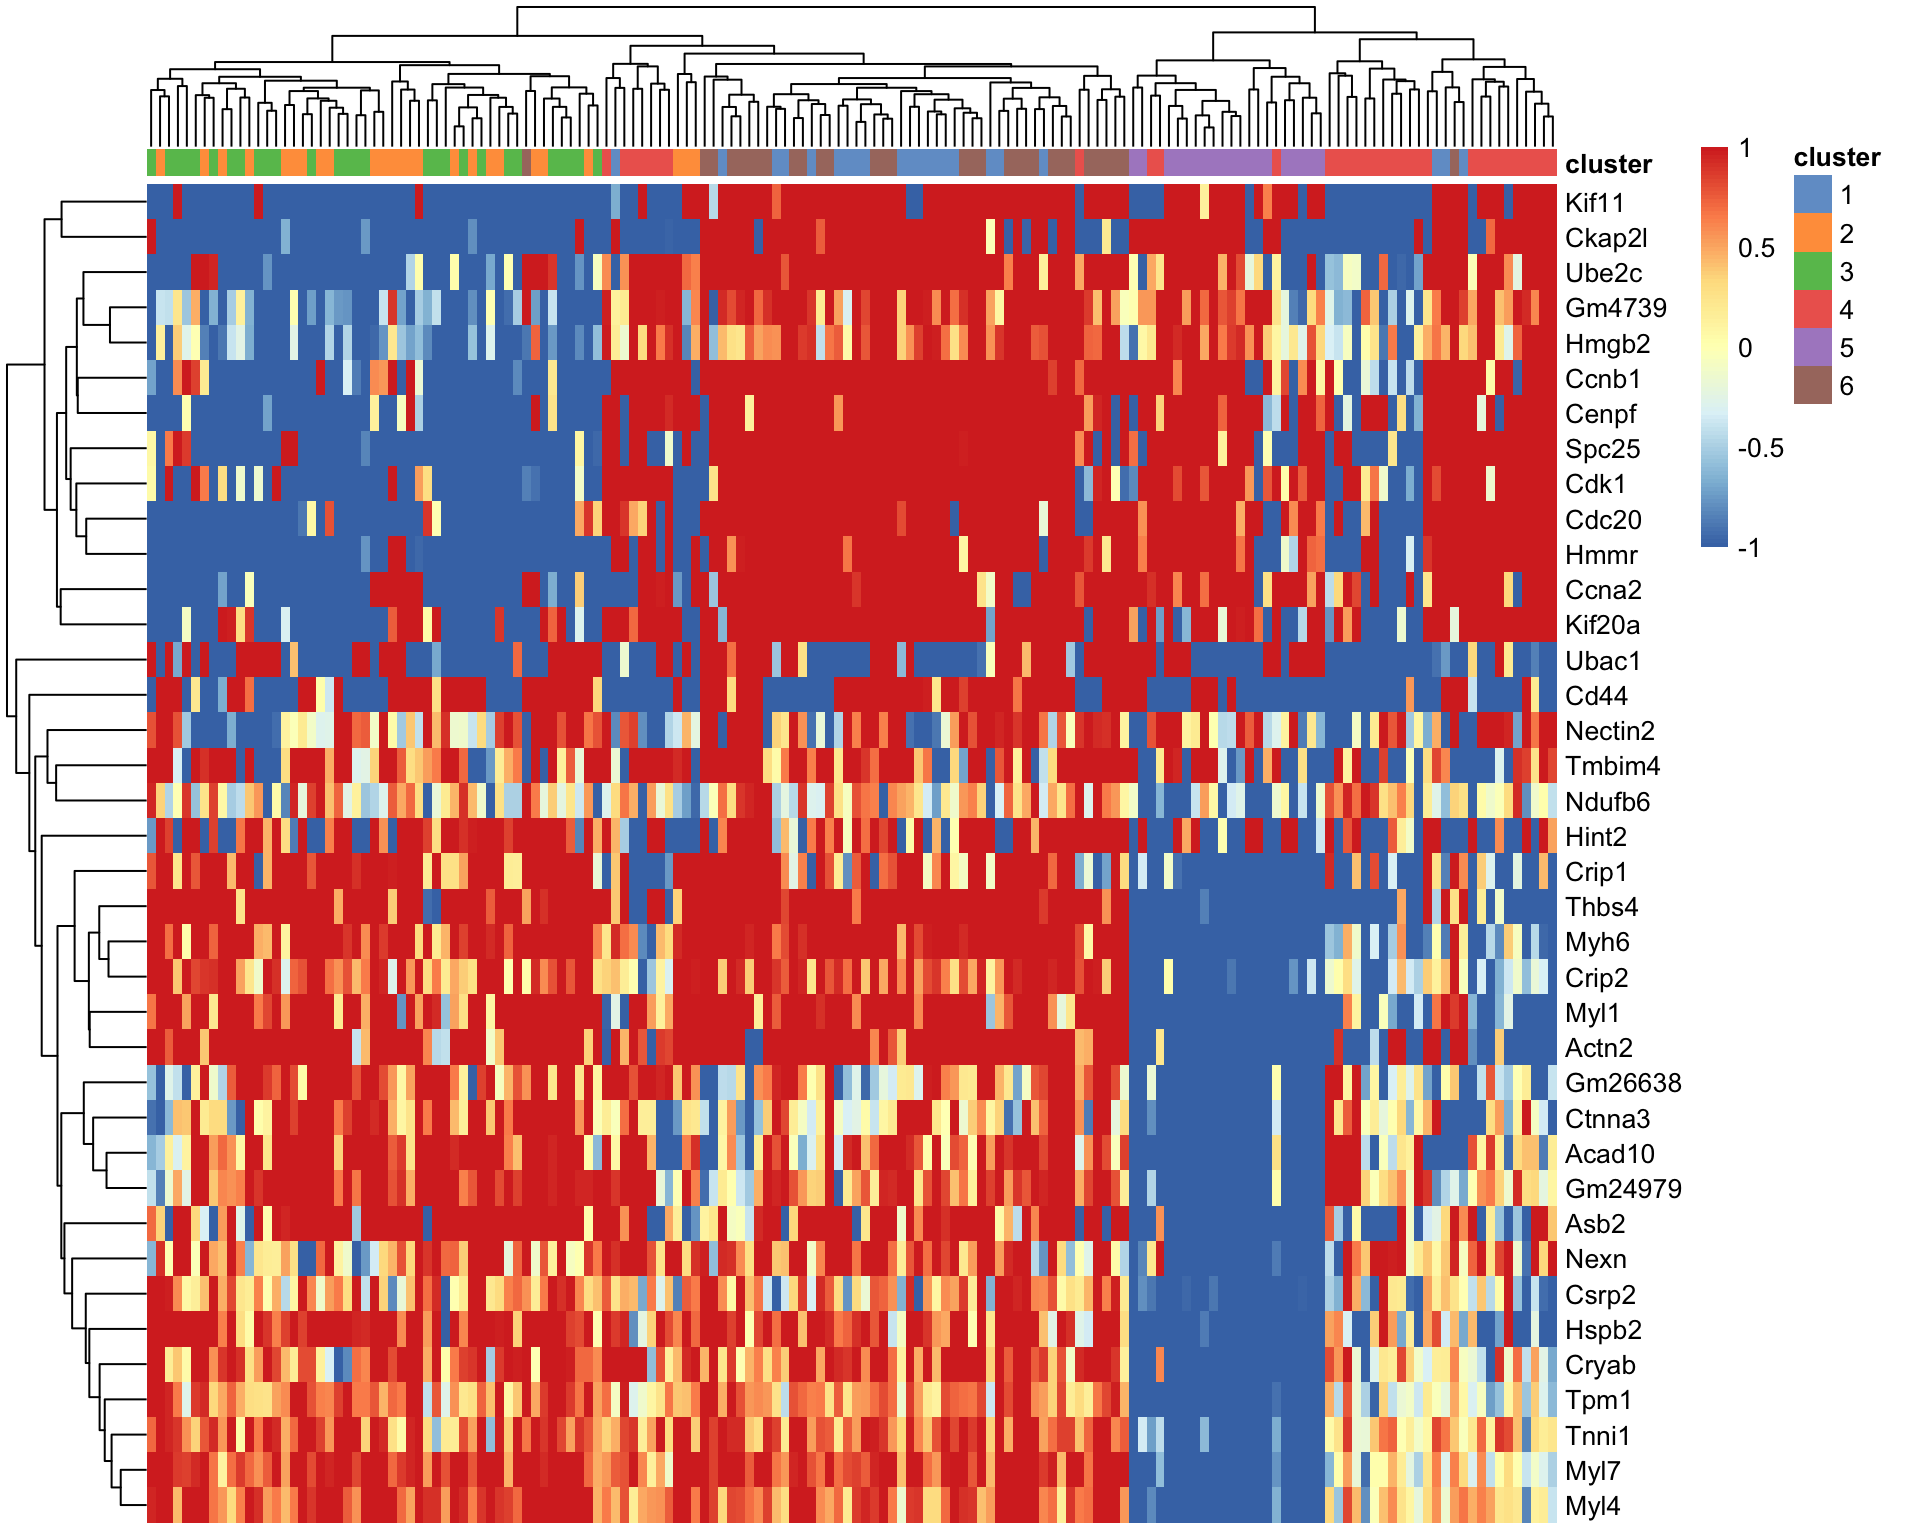 cluster
Kif11
Ckap2l
Ube2c
Gm4739
Hmgb2
Ccnb1
Cenpf
Spc25
Cdk1
Cdc20
Hmmr
Ccna2
Kif20a
Ubac1
Cd44
Nectin2
Tmbim4
Ndufb6
Hint2
Crip1
Thbs4
Myh6
Crip2
Myl1
Actn2
Gm26638
Ctnna3
Acad10
Gm24979
Asb2
Nexn
Csrp2
Hspb2
Cryab
Tpm1
Tnni1
Myl7
Myl4
1
0.5
0
-0.5
-1
cluster
1
2
3
4
5
6